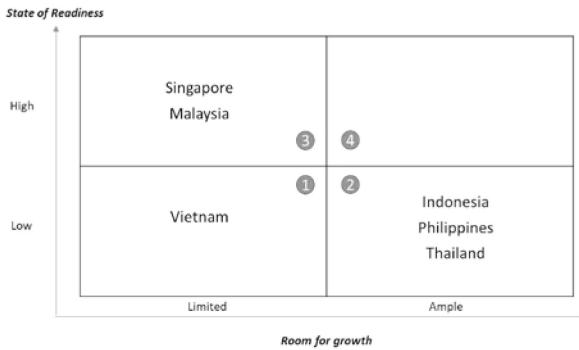 State of Readiness
High
Singapore
Malaysia
3
4
1
2
Low
Vietnam
Indonesia
Philippines
Thailand
Limited
Ample
Room for growth